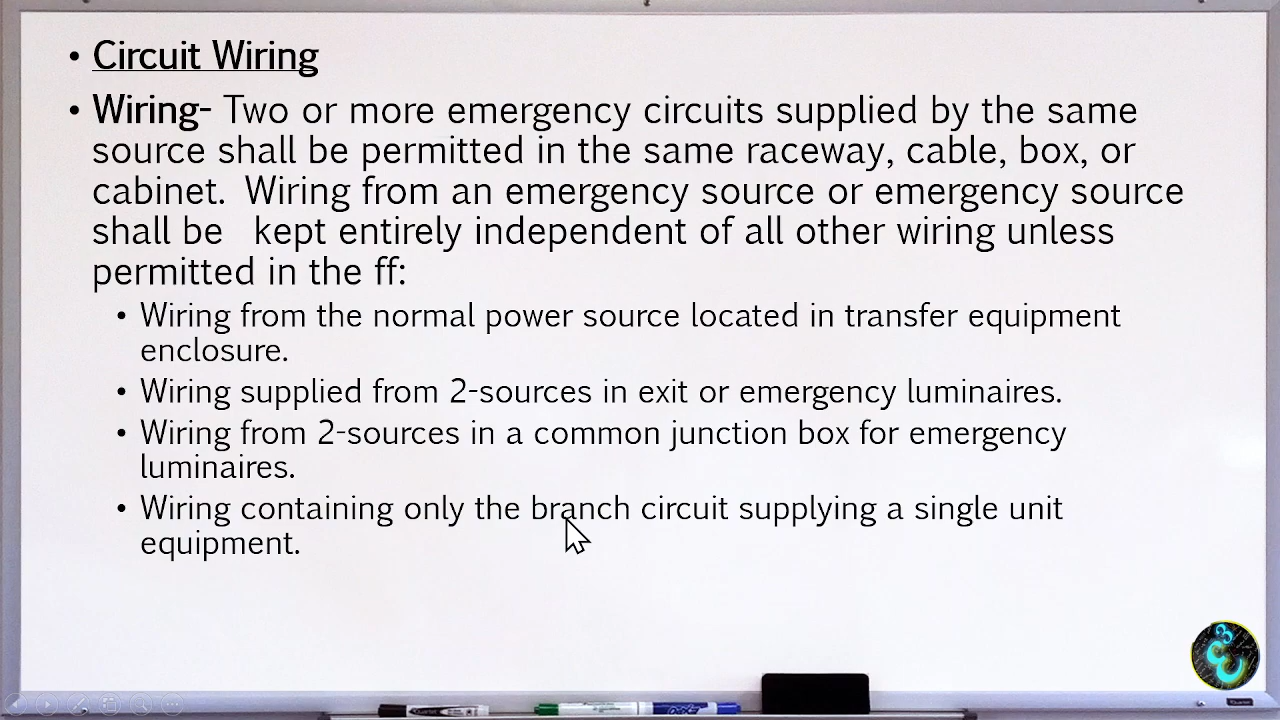 • Circuit Wiring
• Wiring- Two or more emergency circuits supplied by the same
source shall be permitted in the same raceway, cable, box, or
cabinet. Wiring from an emergency source or emergency source
shall be kept entirely independent of all other wiring unless
permitted in the ff:
• Wiring from the normal power source located in transfer equipment
enclosure.
• Wiring supplied from 2-sources in exit or emergency luminaires.
• Wiring from 2-sources in a common junction box for emergency
luminaires.
• Wiring containing only the branch circuit supplying a single unit
equipment.